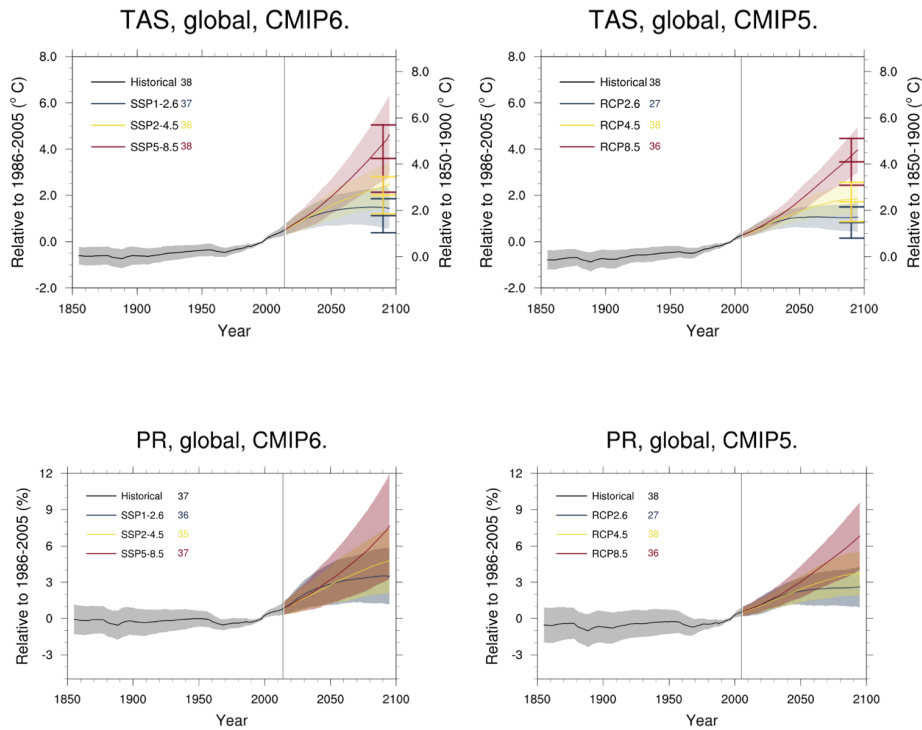 TAS, global, CMIP6.
8.0
6.0
4.0
2.0
0.0
-2.0
Relative to 1986-2005 (° C)
Historical 38
SSP1-2.6 37
SSP2-4.5 36
SSP5-8.5 38
8.0
6.0
4.0
2.0
0.0
Relative to 1850-1900 (° C)
1850 1900 1950 2000 2050 2100
Year
TAS, global, CMIP5.
8.0
6.0
4.0
2.0
0.0
-2.0
Relative to 1986-2005 (° C)
Historical 38
RCP2.6 27
RCP4.5 38
RCP8.5 36
8.0
6.0
4.0
2.0
0.0
Relative to 1850-1900 (° C)
1850 1900 1950 2000 2050 2100
Year
PR, global, CMIP6.
12
9
6
3
0
-3
Relative to 1986-2005 (%)
Historical 37
SSP1-2.6 36
SSP2-4.5 35
SSP5-8.5 37
1850 1900 1950 2000 2050 2100
Year
PR, global, CMIP5.
12
9
6
3
0
-3
Relative to 1986-2005 (%)
Historical 38
RCP2.6 27
RCP4.5 38
RCP8.5 36
1850 1900 1950 2000 2050 2100
Year